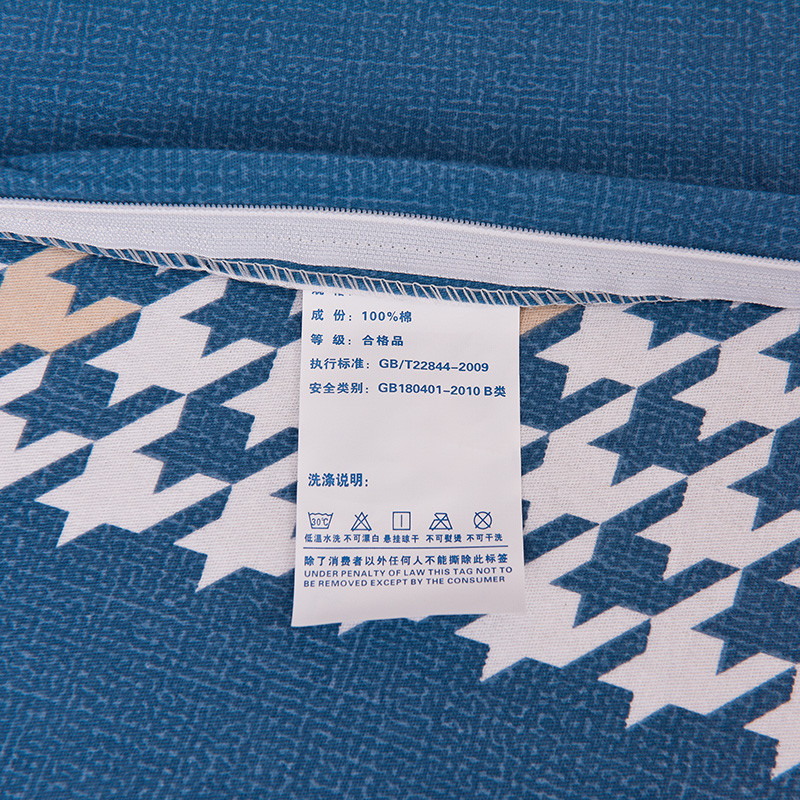 成 份：100%棉
等 级：合格品
执行标准：GB/T22844-2009
安全类别：GB180401-2010 B类
洗涤说明：
30℃
低温水洗 不可漂白 悬挂晾干 不可熨烫 不可干洗
除了消费者以外任何人不能撕除此标签
UNDER PENALTY OF LAW THIS TAG NOT TO
BE REMOVED EXCEPT BY THE CONSUMER